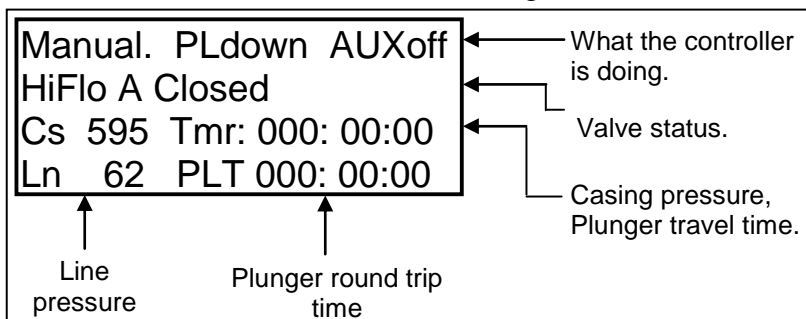 Manual. PLdown AUXoff
HiFlo A Closed
Cs 595 Tmr: 000: 00:00
Ln 62 PLT 000: 00:00
What the controller
is doing.
Valve status.
Casing pressure,
Plunger travel time.
Line
pressure
Plunger round trip
time